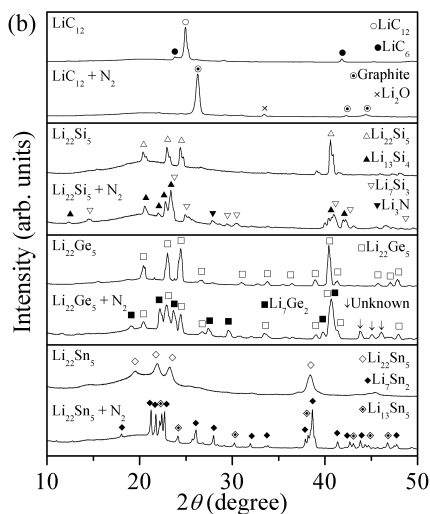 (b)
LiC₁₂ ○LiC₁₂
●LiC₆
LiC₁₂ + N₂ Graphite
×Li₂O
Li₂₂Si₅ △Li₂₂Si₅
▲Li₁₃Si₄
Li₂₂Si₅ + N₂ ▽Li₇Si₃
▼Li₃N
Li₂₂Ge₅ □Li₂₂Ge₅
Li₂₂Ge₅ + N₂ ■Li₇Ge₂ ↓Unknown
Li₂₂Sn₅ ◇Li₂₂Sn₅
◆Li₇Sn₂
Li₂₂Sn₅ + N₂ ◈Li₁₃Sn₅
Intensity (arb. units)
10 20 30 40 50
2θ (degree)